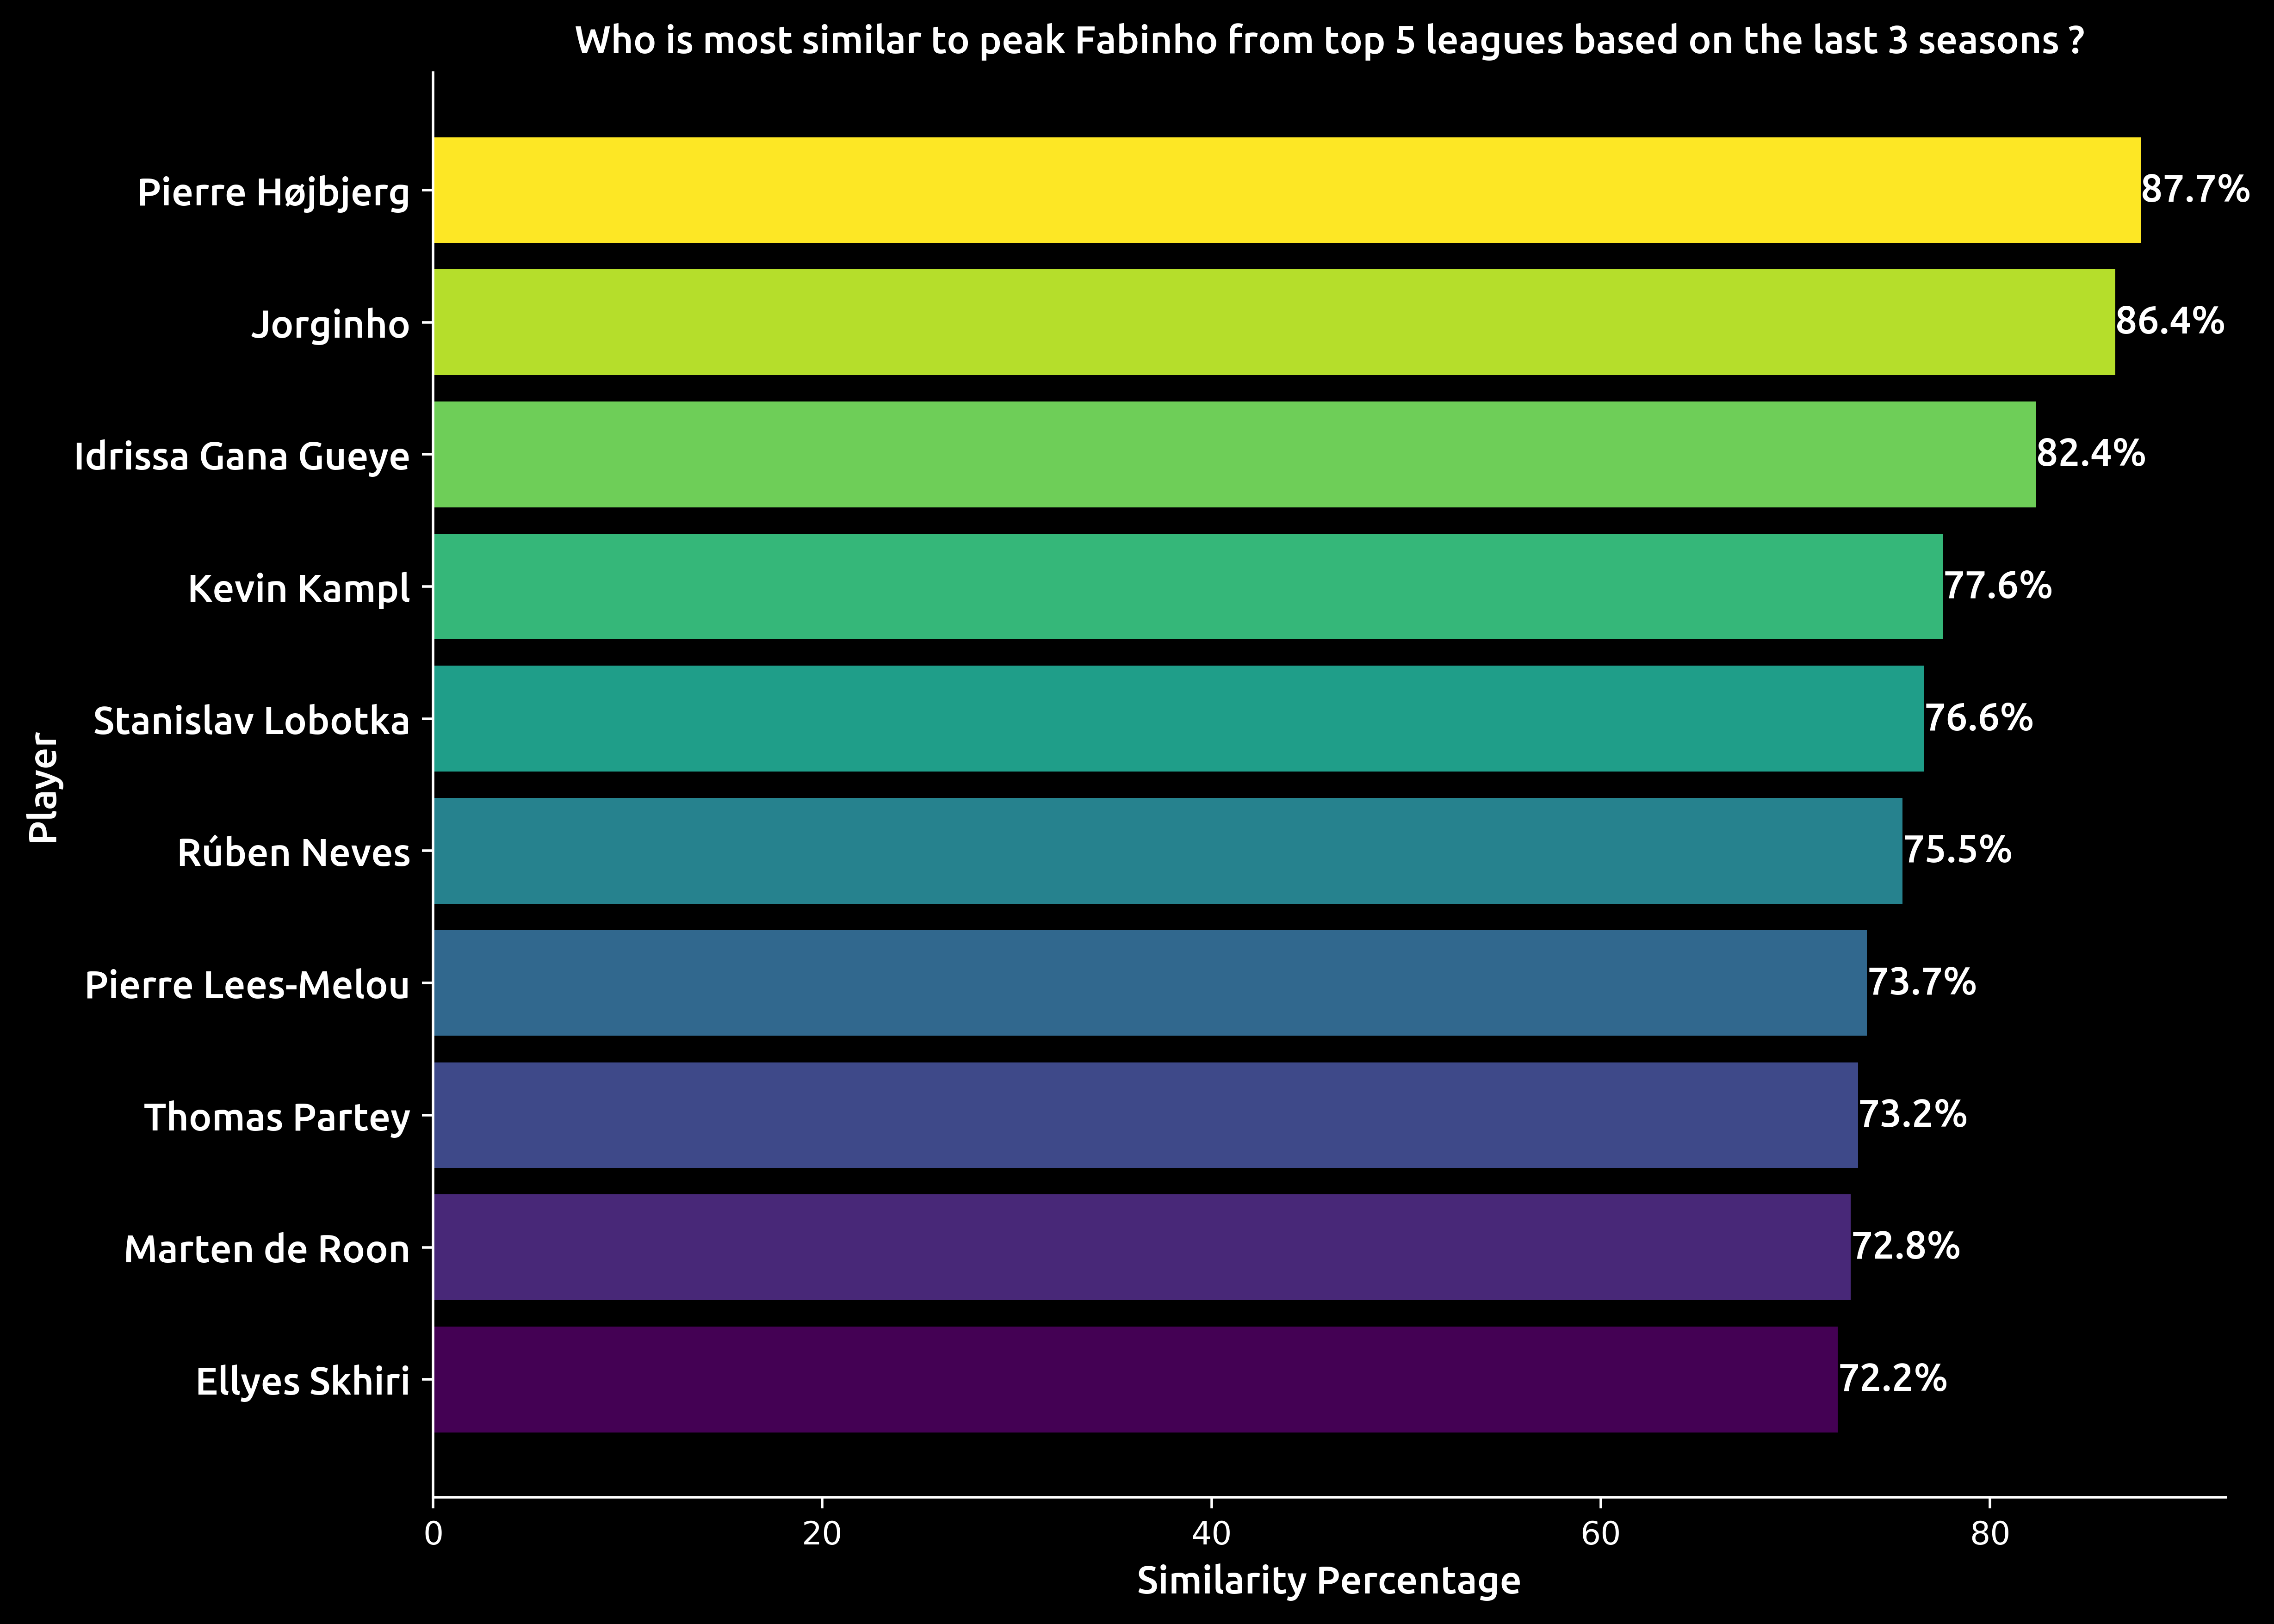 Who is most similar to peak Fabinho from top 5 leagues based on the last 3 seasons ?
Player
Pierre Højbjerg 87.7%
Jorginho 86.4%
Idrissa Gana Gueye 82.4%
Kevin Kampl 77.6%
Stanislav Lobotka 76.6%
Rúben Neves 75.5%
Pierre Lees-Melou 73.7%
Thomas Partey 73.2%
Marten de Roon 72.8%
Ellyes Skhiri 72.2%
0 20 40 60 80
Similarity Percentage